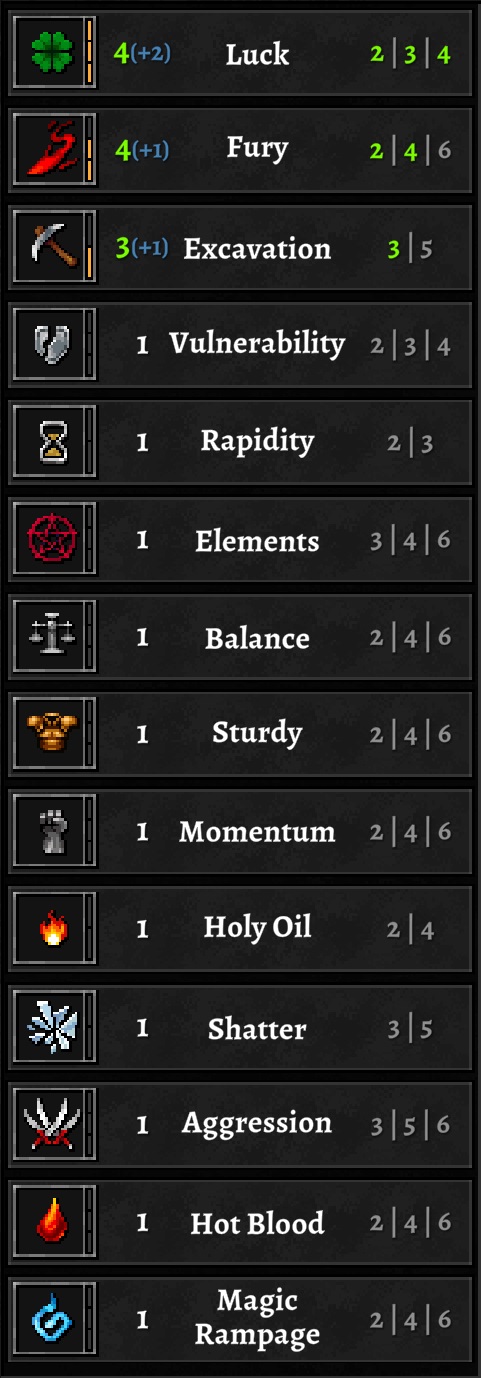 4(+2) Luck 2|3|4
4(+1) Fury 2|4|6
3(+1) Excavation 3|5
1 Vulnerability 2|3|4
1 Rapidity 2|3
1 Elements 3|4|6
1 Balance 2|4|6
1 Sturdy 2|4|6
1 Momentum 2|4|6
1 Holy Oil 2|4
1 Shatter 3|5
1 Aggression 3|5|6
1 Hot Blood 2|4|6
1 Magic
Rampage 2|4|6